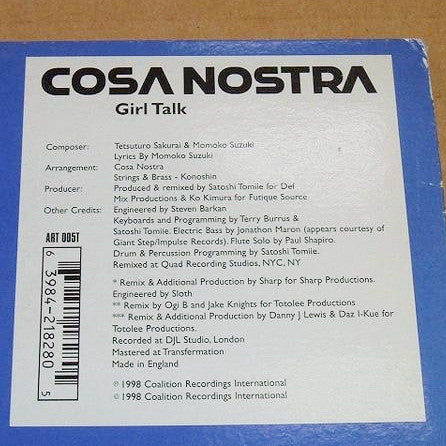 COSA NOSTRA
Girl Talk
Composer: Tetsuturo Sakurai & Momoko Suzuki
Lyrics By Momoko Suzuki
Arrangement: Cosa Nostra
Strings & Brass - Konoshin
Producer: Produced & remixed by Satoshi Tomiie for Def
Mix Productions & Ko Kimura for Futique Source
Other Credits: Engineered by Steven Barkan
Keyboards and Programming by Terry Burrus &
Satoshi Tomiie. Electric Bass by Jonathon Maron (appears courtesy of
Giant Step/Impulse Records). Flute Solo by Paul Shapiro.
Drum & Percussion Programming by Satoshi Tomiie.
Remixed at Quad Recording Studios, NYC, NY
* Remix & Additional Production by Sharp for Sharp Productions.
Engineered by Sloth
** Remix by Ogi B and Jake Knights for Totolee Productions
*** Remix & Additional Production by Danny J Lewis & Daz I-Kue for
Totolee Productions.
Recorded at DJL Studio, London
Mastered at Transformation
Made in England
℗ 1998 Coalition Recordings International
© 1998 Coalition Recordings International
ART 005T
6 3984-218280 5